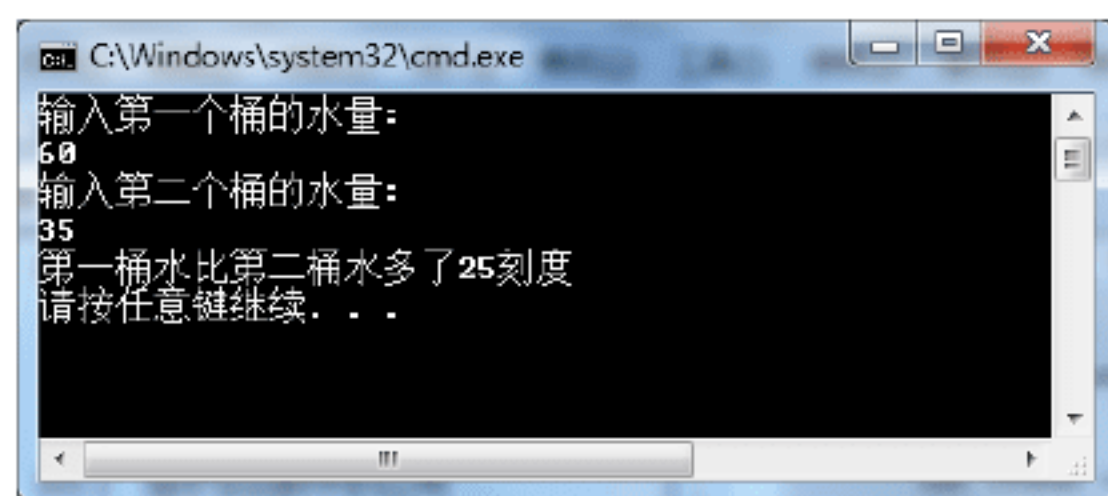 C:\Windows\system32\cmd.exe
输入第一个桶的水量:
60
输入第二个桶的水量:
35
第一桶水比第二桶水多了25刻度
请按任意键继续. . .